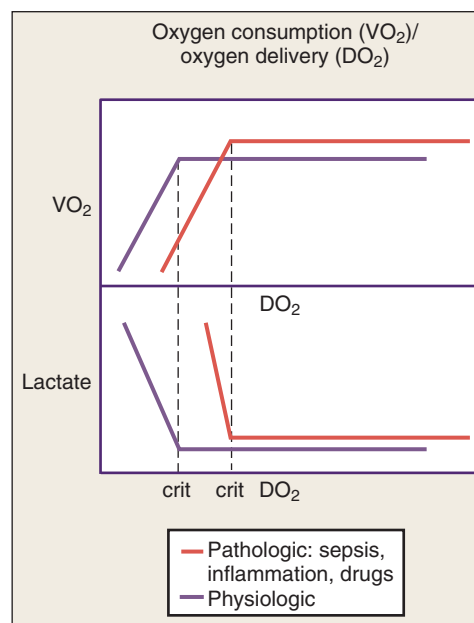 Oxygen consumption (VO₂)/
oxygen delivery (DO₂)
VO₂
DO₂
Lactate
crit crit DO₂
Pathologic: sepsis,
inflammation, drugs
Physiologic